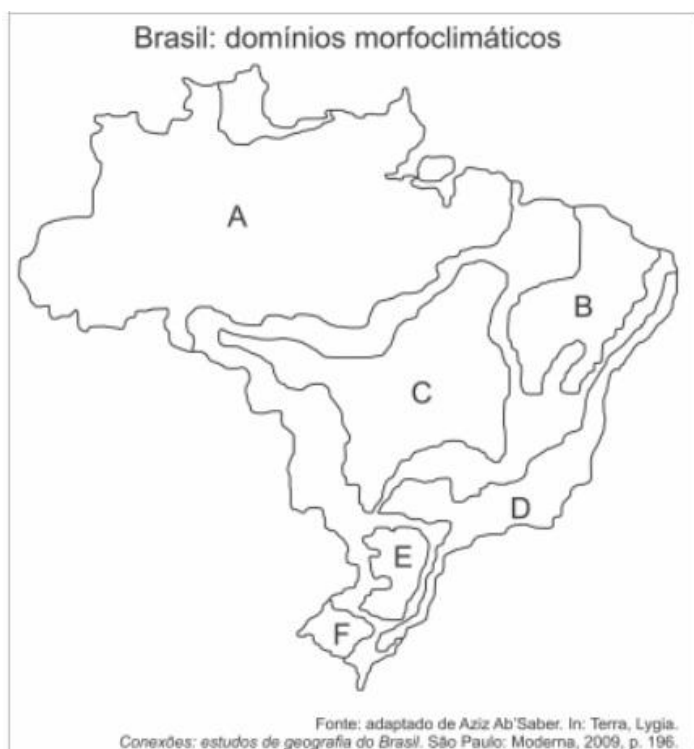 Brasil: domínios morfoclimáticos
A
B
C
D
E
F
Fonte: adaptado de Aziz Ab'Saber. In: Terra, Lygia.
Conexões: estudos de geografia do Brasil. São Paulo: Moderna, 2009, p. 196.